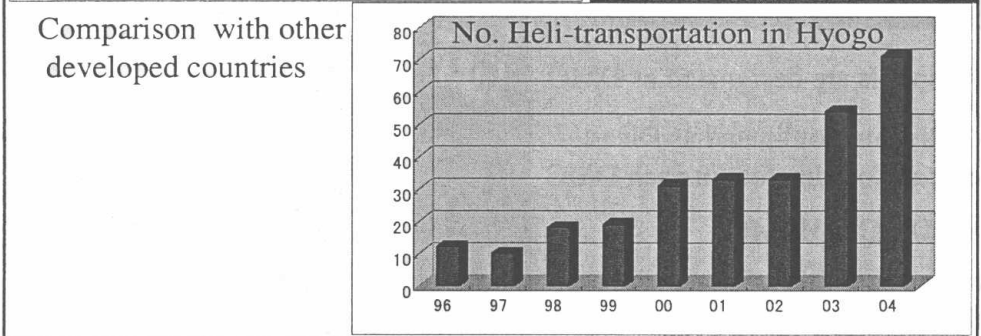 Comparison with other
developed countries
No. Heli-transportation in Hyogo
80
70
60
50
40
30
20
10
0
96 97 98 99 00 01 02 03 04